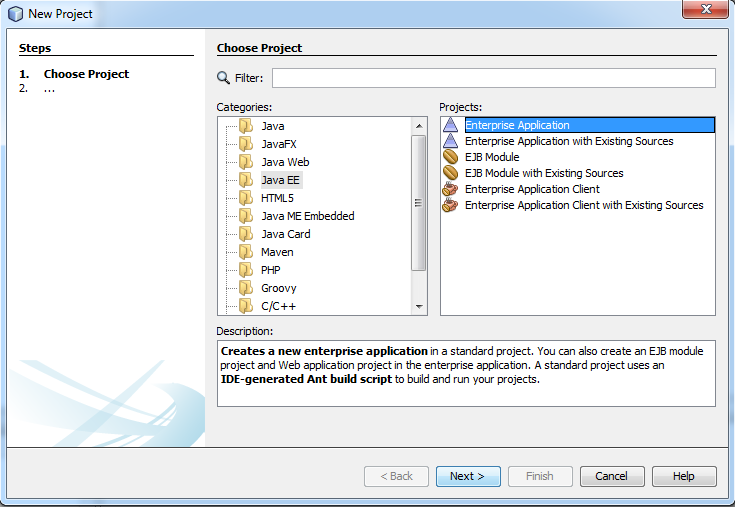 New Project
Steps
1. Choose Project
2. ...
Choose Project
Filter:
Categories:
Java
JavaFX
Java Web
Java EE
HTML5
Java ME Embedded
Java Card
Maven
PHP
Groovy
C/C++
Projects:
Enterprise Application
Enterprise Application with Existing Sources
EJB Module
EJB Module with Existing Sources
Enterprise Application Client
Enterprise Application Client with Existing Sources
Description:
Creates a new enterprise application in a standard project. You can also create an EJB module
project and Web application project in the enterprise application. A standard project uses an
IDE-generated Ant build script to build and run your projects.
< Back Next > Finish Cancel Help